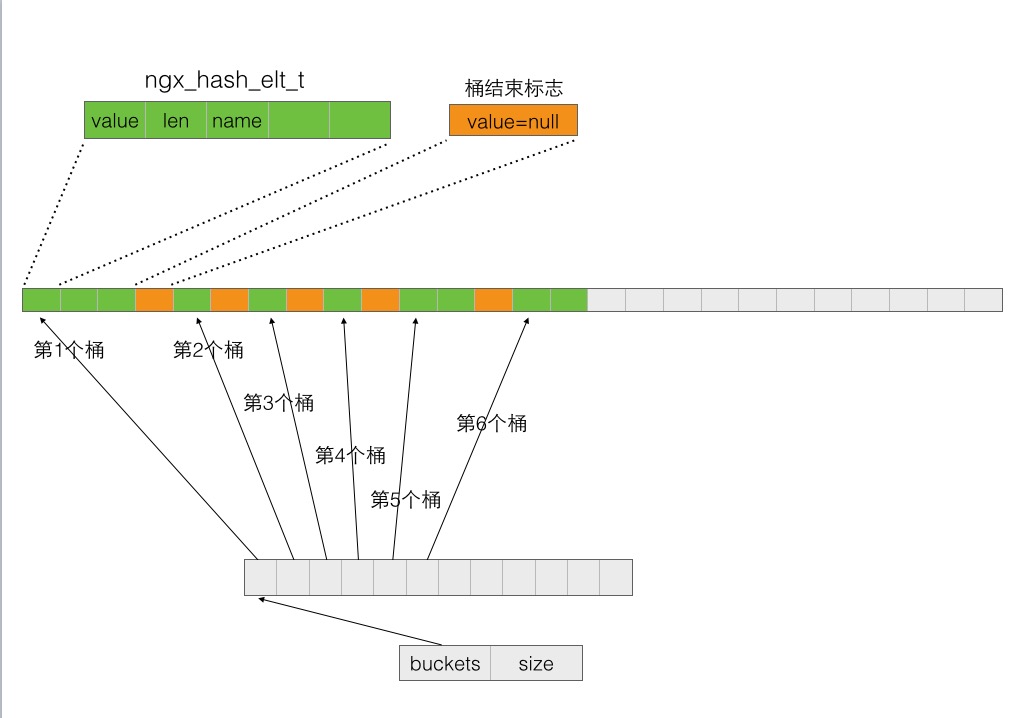 ngx_hash_elt_t
桶结束标志
value len name
value=null
第1个桶
第2个桶
第3个桶
第4个桶
第5个桶
第6个桶
buckets size